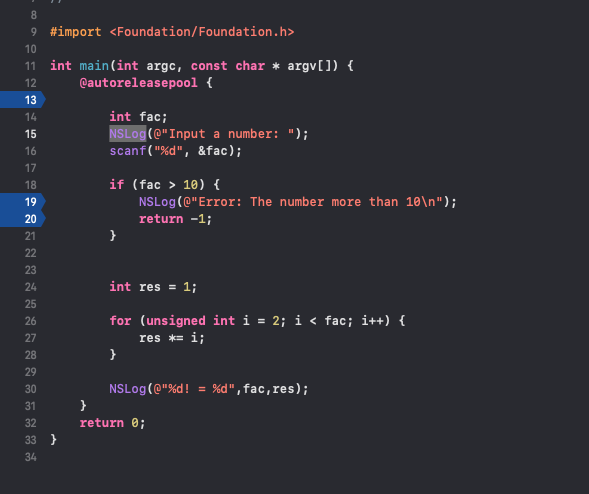 8
9 #import <Foundation/Foundation.h>
10
11 int main(int argc, const char * argv[]) {
12     @autoreleasepool {
13
14         int fac;
15         NSLog(@"Input a number: ");
16         scanf("%d", &fac);
17
18         if (fac > 10) {
19             NSLog(@"Error: The number more than 10\n");
20             return -1;
21         }
22
23
24         int res = 1;
25
26         for (unsigned int i = 2; i < fac; i++) {
27             res *= i;
28         }
29
30         NSLog(@"%d! = %d",fac,res);
31     }
32     return 0;
33 }
34